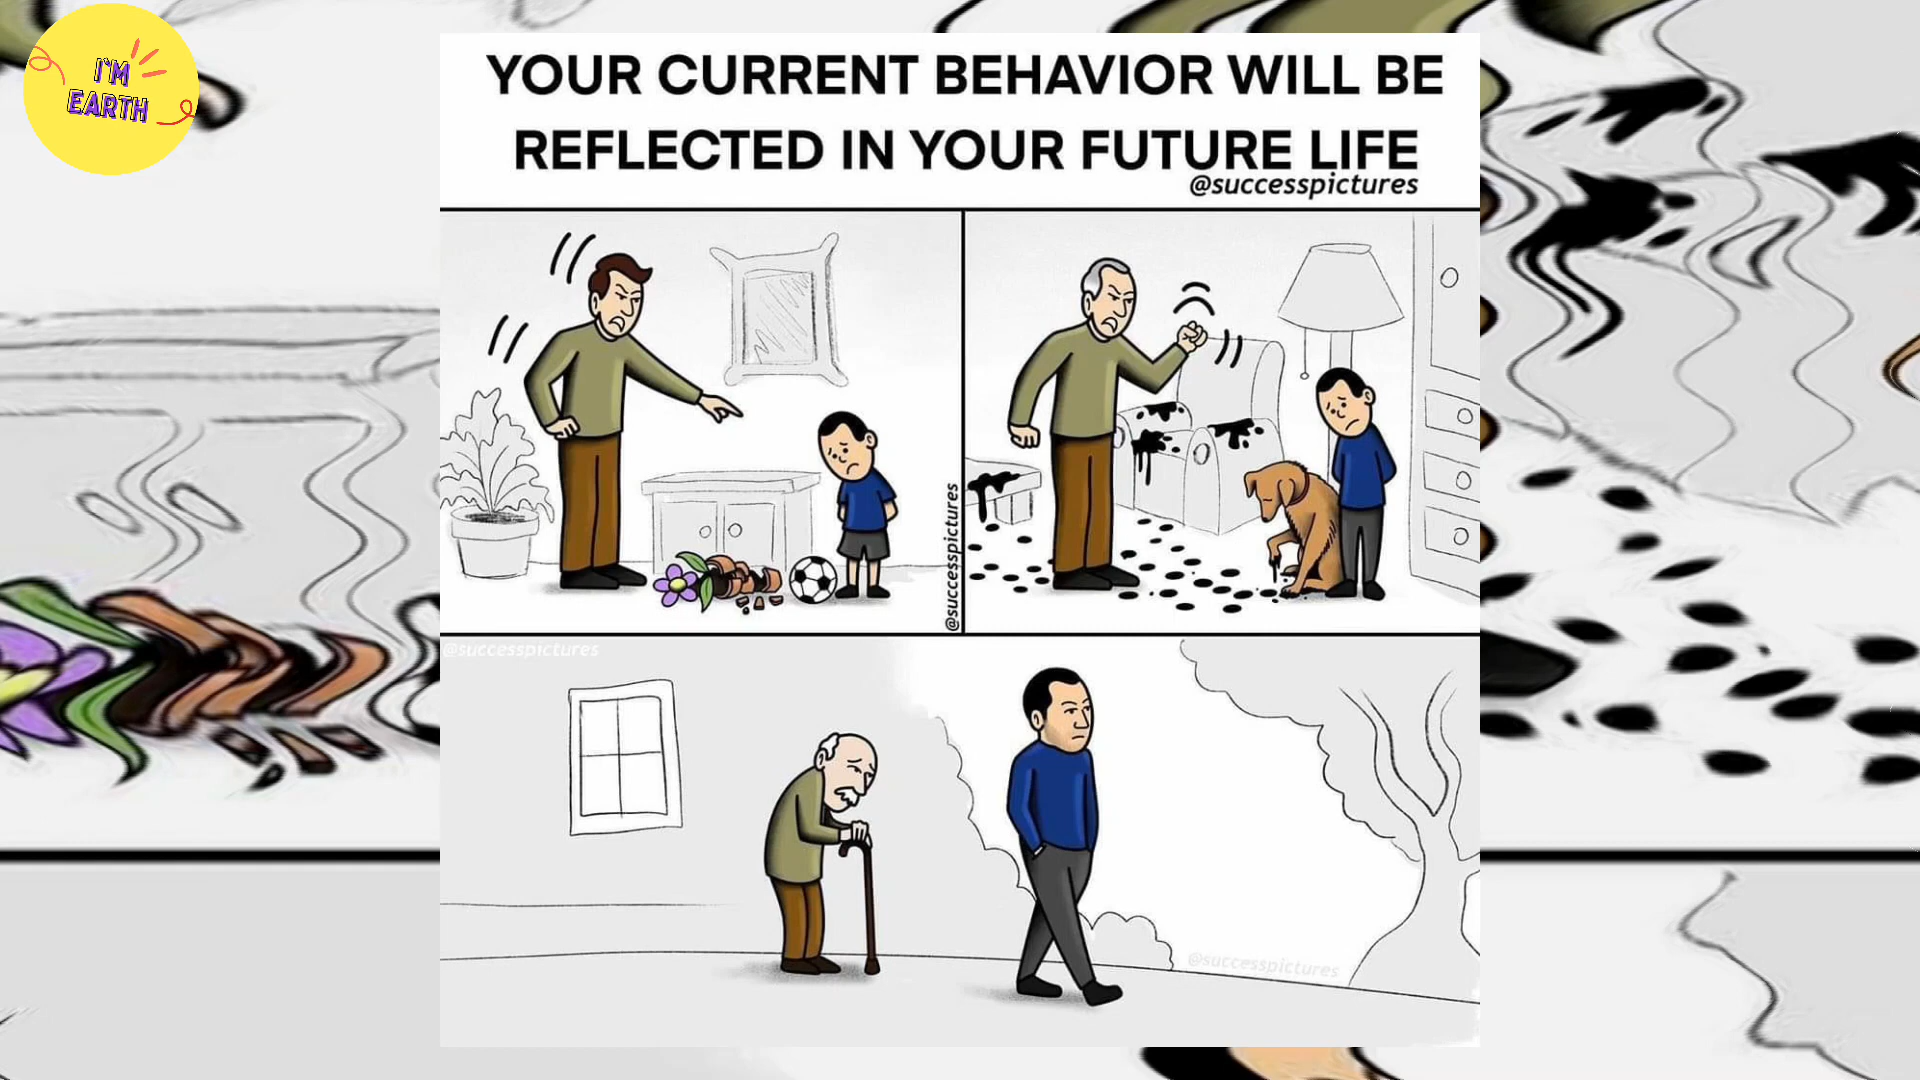 I'M
EARTH
YOUR CURRENT BEHAVIOR WILL BE
REFLECTED IN YOUR FUTURE LIFE
@successpictures
@successpictures
@successpictures
@successpictures